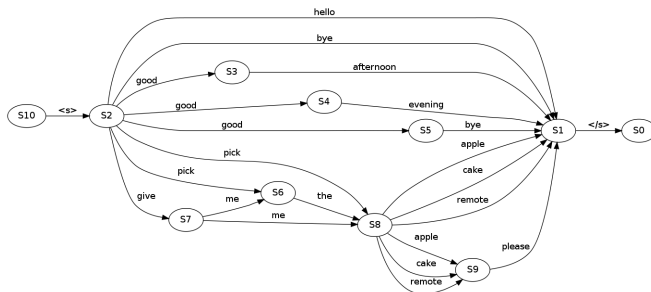 hello
bye
good
S3
afternoon
S10
<s>
S2
good
S4
evening
good
S5
bye
S1
</s>
S0
pick
apple
pick
cake
S6
the
remote
give
me
S7
me
S8
apple
please
cake
S9
remote